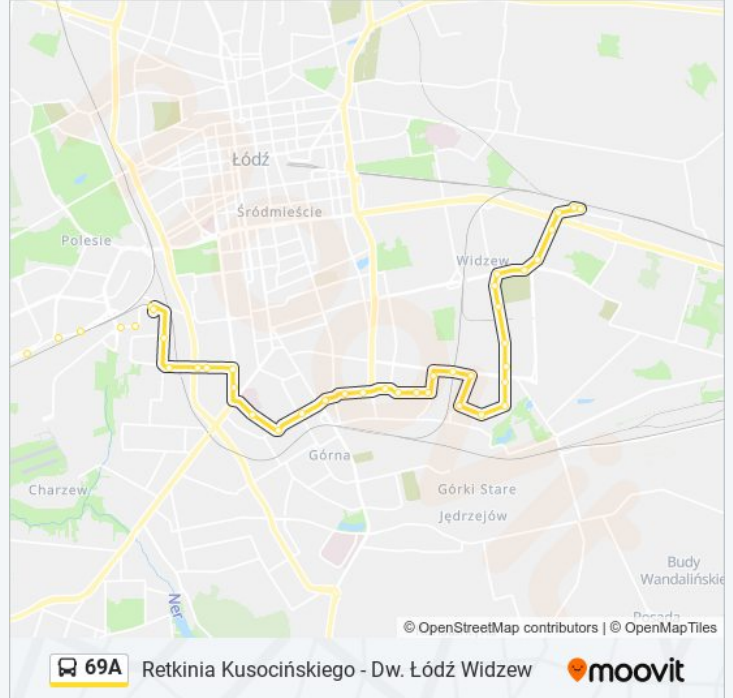 Łódź
Śródmieście
Polesie
Widzew
Górna
Charzew
Górki Stare
Jędrzejów
Budy
Wandalińskie
Ner
© OpenStreetMap contributors | © OpenMapTiles
69A Retkinia Kusocińskiego - Dw. Łódź Widzew
moovit